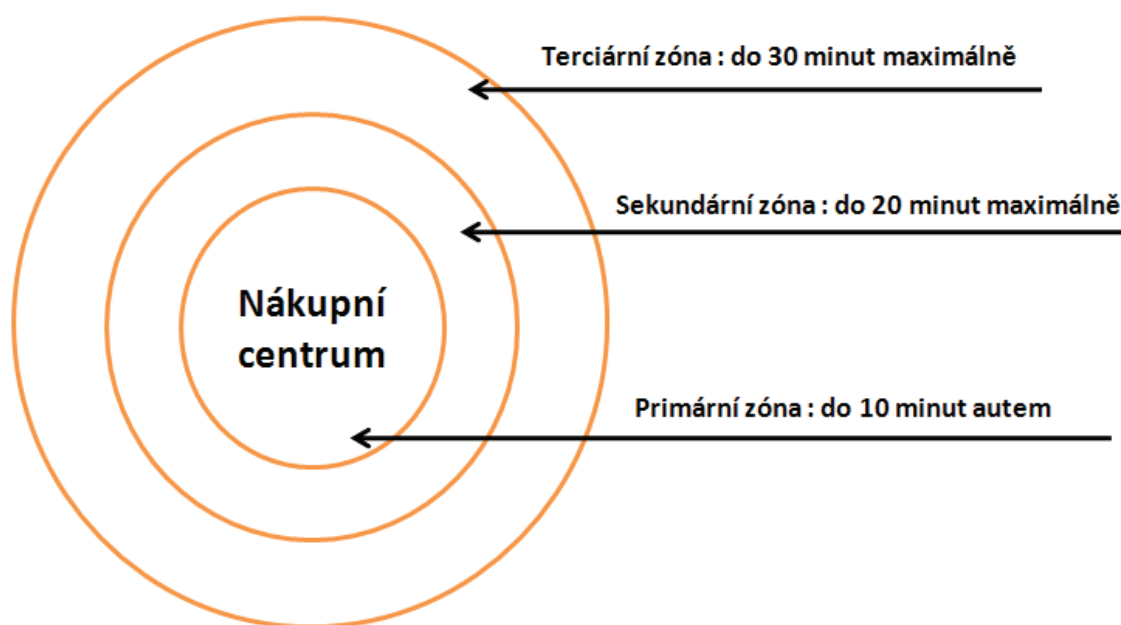 Terciární zóna : do 30 minut maximálně
Sekundární zóna : do 20 minut maximálně
Nákupní
centrum
Primární zóna : do 10 minut autem